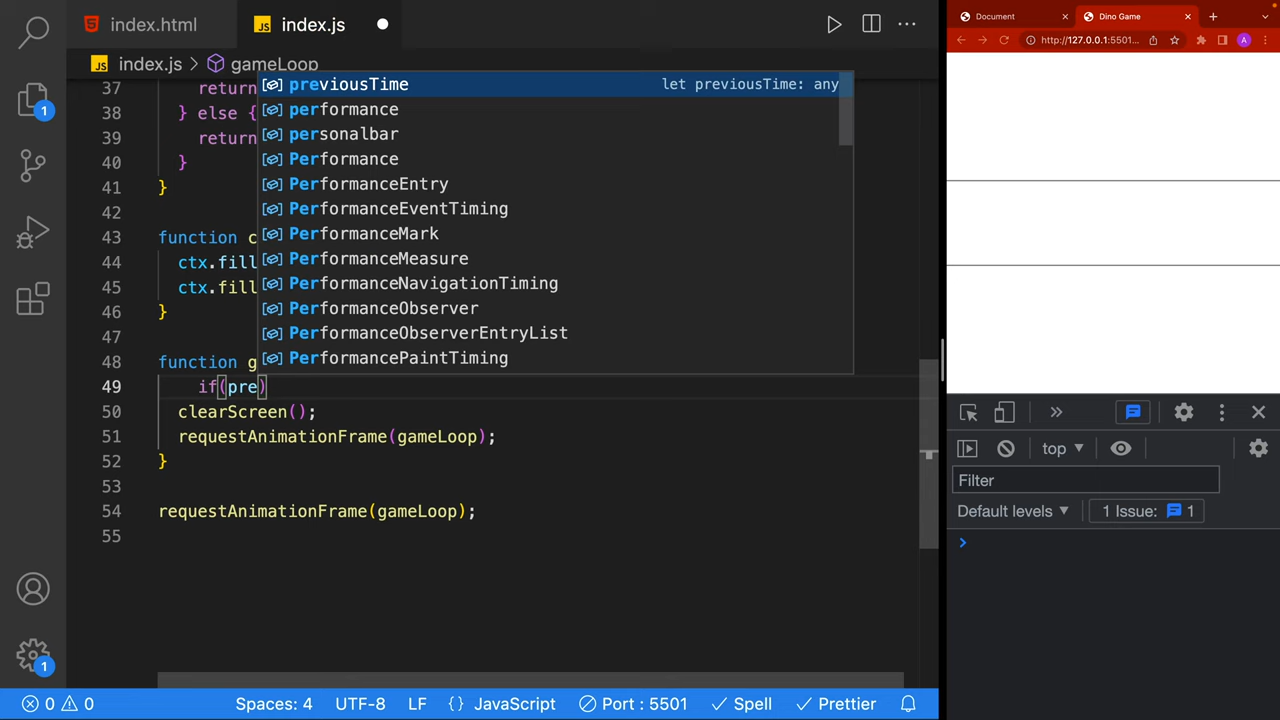 index.html
JS index.js
Document
Dino Game
http://127.0.0.1:5501...
A
JS index.js > gameLoop
37 return
38 } else {
39 return
40 }
41 }
42
43 function c
44 ctx.fill
45 ctx.fill
46 }
47
48 function g
49 if(pre)
50 clearScreen();
51 requestAnimationFrame(gameLoop);
52 }
53
54 requestAnimationFrame(gameLoop);
55
previousTime let previousTime: any
performance
personalbar
Performance
PerformanceEntry
PerformanceEventTiming
PerformanceMark
PerformanceMeasure
PerformanceNavigationTiming
PerformanceObserver
PerformanceObserverEntryList
PerformancePaintTiming
1
1
top
Filter
Default levels
1 Issue: 1
0 0
Spaces: 4
UTF-8
LF
{} JavaScript
Port : 5501
Spell
Prettier